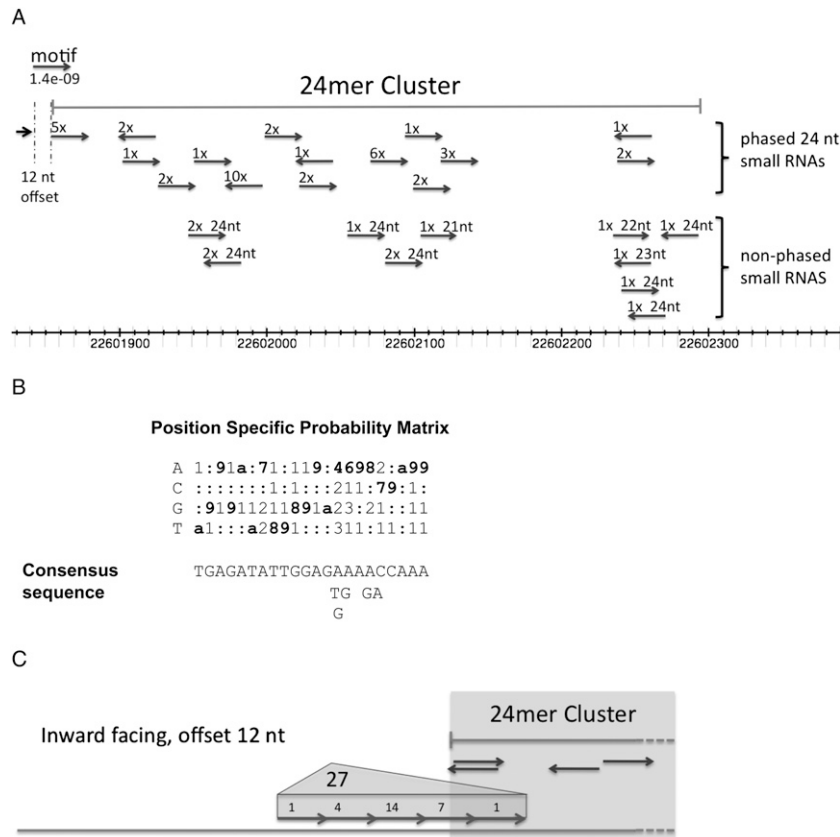 A
motif
1.4e-09
24mer Cluster
5x 2x 2x 1x 1x
1x 1x 1x 6x 3x 2x
2x 10x 2x 2x
phased 24 nt
small RNAs
12 nt
offset
2x 24nt 1x 24nt 1x 21nt 1x 22nt 1x 24nt
2x 24nt 2x 24nt 1x 23nt
1x 24nt
1x 24nt
non-phased
small RNAS
22601900 22602000 22602100 22602200 22602300
B
Position Specific Probability Matrix
A 1:91a:71:119:46982:a99
C :::::::1:1:::211:79:1:
G :91911211891a23:21::11
T a1:::a2891:::311:11:11
Consensus sequence TGAGATATTGGAGAAAACCAAA
TG GA
G
C
24mer Cluster
Inward facing, offset 12 nt
27
1 4 14 7 1